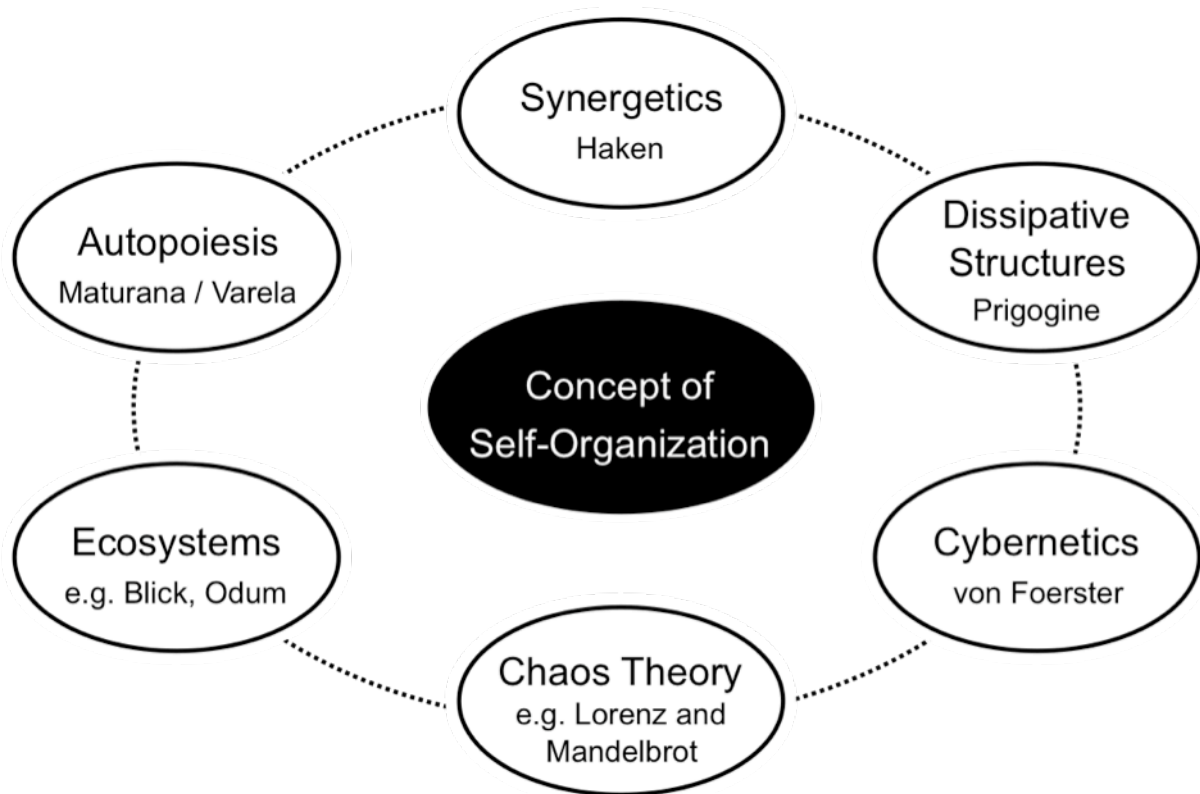 Synergetics
Haken
Dissipative
Structures
Prigogine
Autopoiesis
Maturana / Varela
Concept of
Self-Organization
Ecosystems
e.g. Blick, Odum
Cybernetics
von Foerster
Chaos Theory
e.g. Lorenz and
Mandelbrot